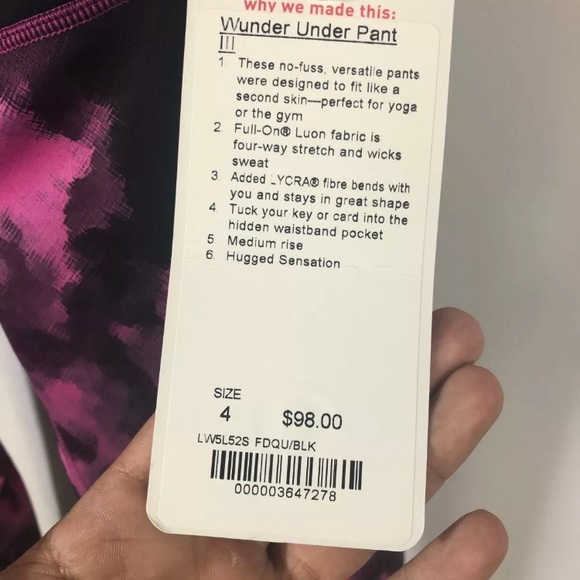 why we made this:
Wunder Under Pant
III
1. These no-fuss, versatile pants
were designed to fit like a
second skin—perfect for yoga
or the gym
2 Full-On® Luon fabric is
four-way stretch and wicks
sweat
3. Added LYCRA® fibre bends with
you and stays in great shape
4. Tuck your key or card into the
hidden waistband pocket
5 Medium rise
6. Hugged Sensation
SIZE
4 $98.00
LW5L52S FDQU/BLK
000003647278